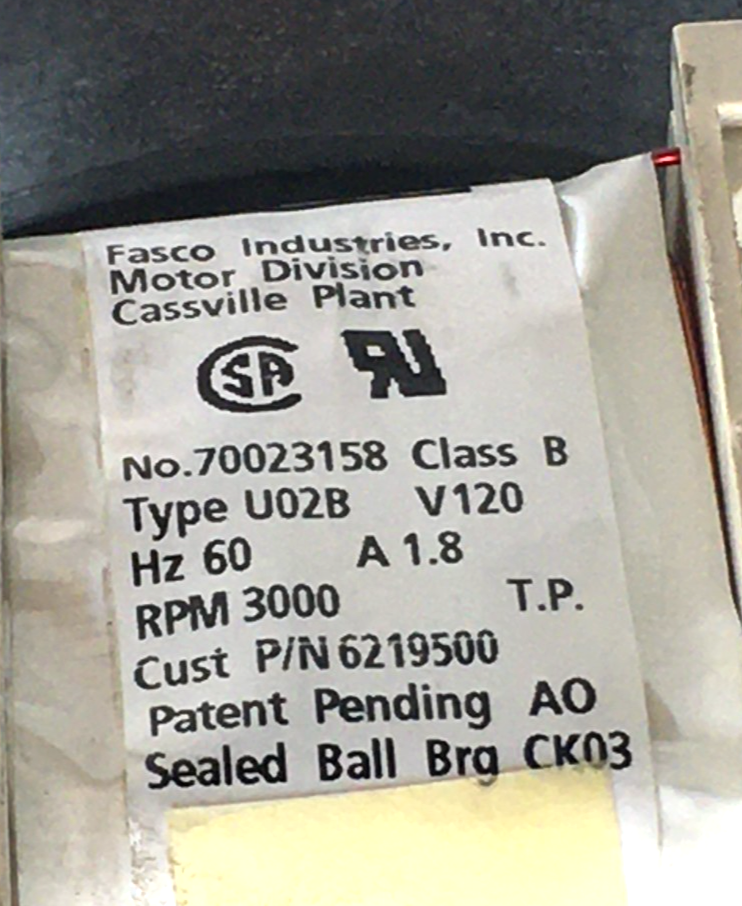 Fasco Industries, Inc.
Motor Division
Cassville Plant
No.70023158 Class B
Type U02B V120
Hz 60 A 1.8
RPM 3000 T.P.
Cust P/N 6219500
Patent Pending AO
Sealed Ball Brg CK03